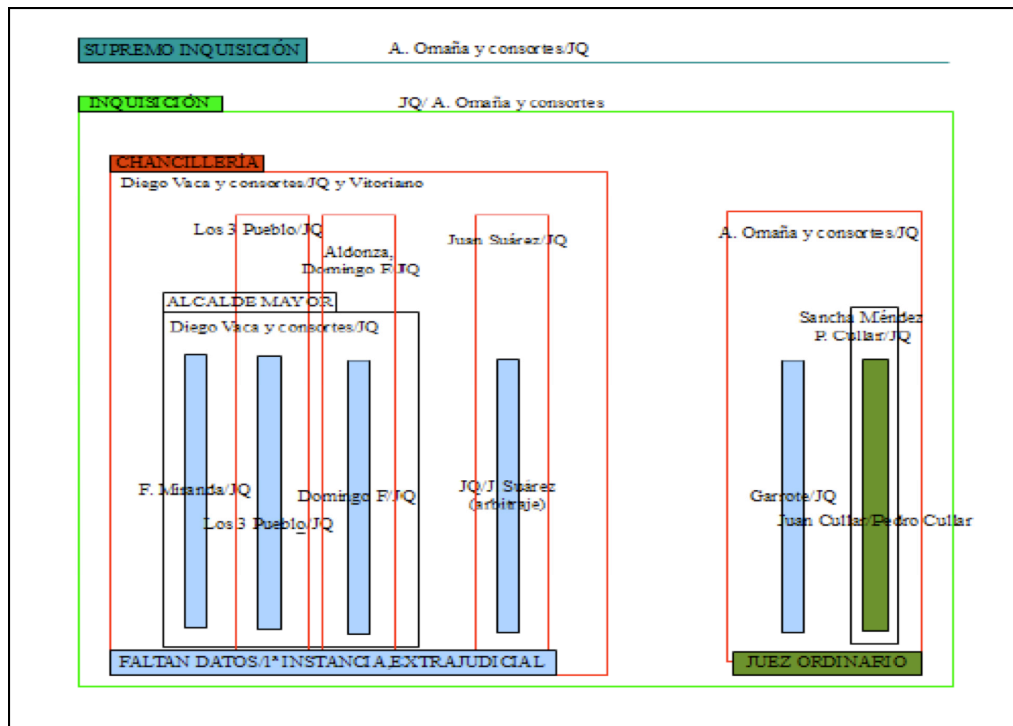 SUPREMO INQUISICIÓN
A.. Omaña y consortes/JQ
INQUISICIÓN
JQ/ A. Omaña y consortes
CHANCILLERÍA
Diego Vaca y consortes/JQ y Vitoriano
Los 3 Pueblo/JQ
Aldonza,
Domingo F/JQ
Juan Suárez/JQ
A. Omaña y consortes/JQ
ALCALDE MAYOR
Diego Vaca y consortes/JQ
Sancha Méndez
P. Cullar/JQ
F. Miranda/JQ
Los 3 Pueblo/JQ
Domingo F/JQ
JQ/J. Suárez
(arbitraje)
Garrote/JQ
Juan Cullar/Pedro Cullar
FALTAN DATOS/1ª INSTANCIA,EXTRAJUDICIAL
JUEZ ORDINARIO